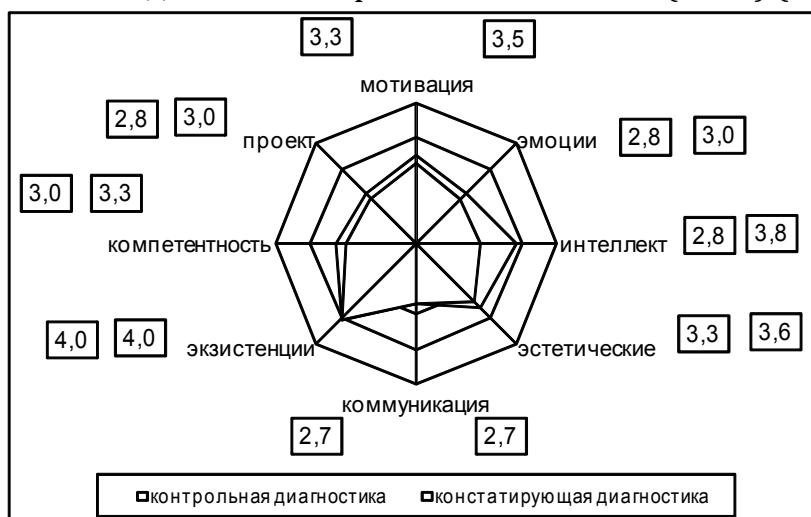 3,3 3,5
мотивация
2,8 3,0 проект эмоции 2,8 3,0
3,0 3,3 компетентность интеллект 2,8 3,8
4,0 4,0 экзистенции эстетические 3,3 3,6
коммуникация
2,7 2,7
контрольная диагностика констатирующая диагностика